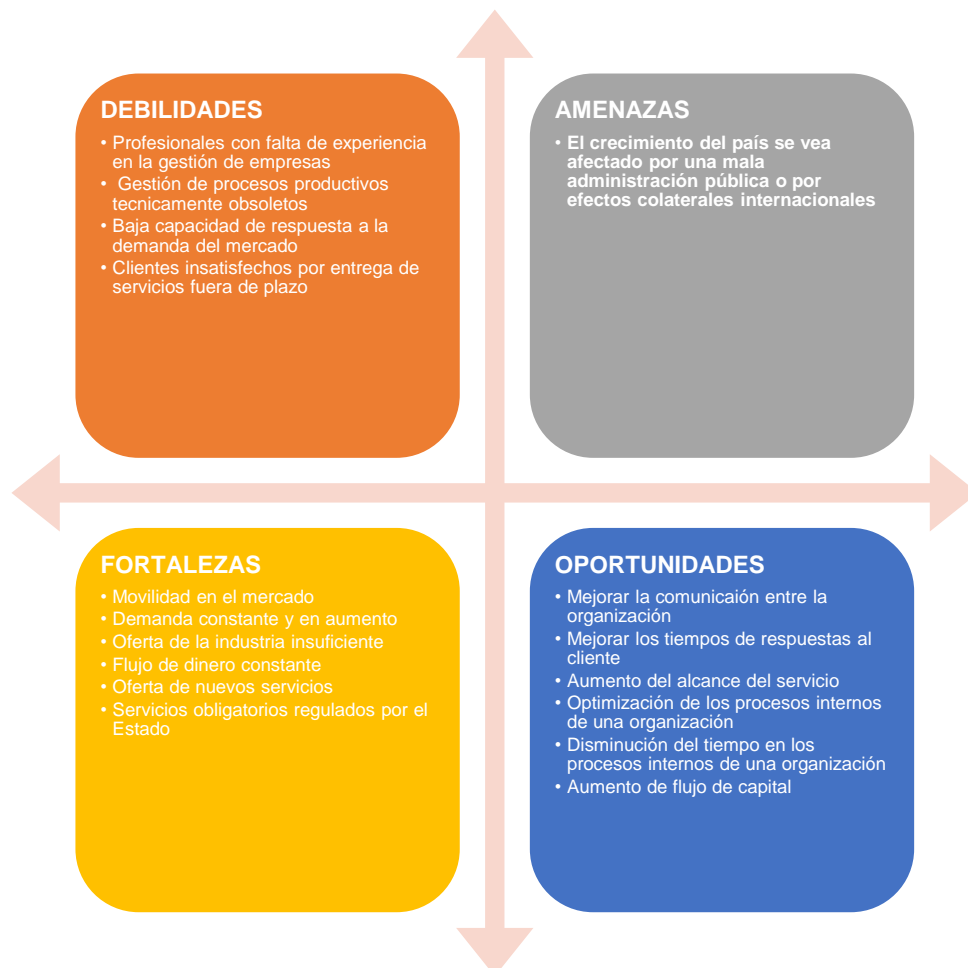 DEBILIDADES
• Profesionales con falta de experiencia
en la gestión de empresas
• Gestión de procesos productivos
tecnicamente obsoletos
• Baja capacidad de respuesta a la
demanda del mercado
• Clientes insatisfechos por entrega de
servicios fuera de plazo
AMENAZAS
• El crecimiento del país se vea
afectado por una mala
administración pública o por
efectos colaterales internacionales
FORTALEZAS
• Movilidad en el mercado
• Demanda constante y en aumento
• Oferta de la industria insuficiente
• Flujo de dinero constante
• Oferta de nuevos servicios
• Servicios obligatorios regulados por el
Estado
OPORTUNIDADES
• Mejorar la comunicaión entre la
organización
• Mejorar los tiempos de respuestas al
cliente
• Aumento del alcance del servicio
• Optimización de los procesos internos
de una organización
• Disminución del tiempo en los
procesos internos de una organización
• Aumento de flujo de capital